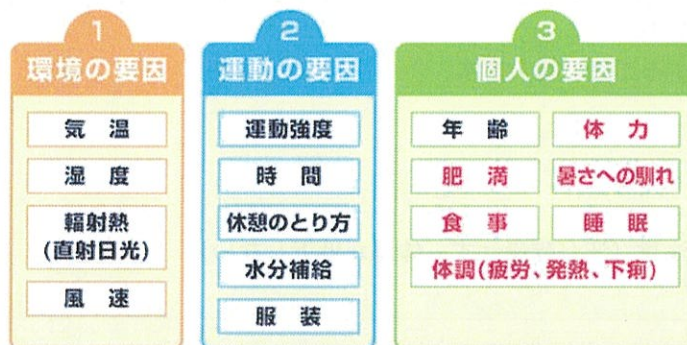 1
環境の要因
気温
湿度
輻射熱
(直射日光)
風速
2
運動の要因
運動強度
時間
休憩のとり方
水分補給
服装
3
個人の要因
年齢
体力
肥満
暑さへの馴れ
食事
睡眠
体調(疲労、発熱、下痢)